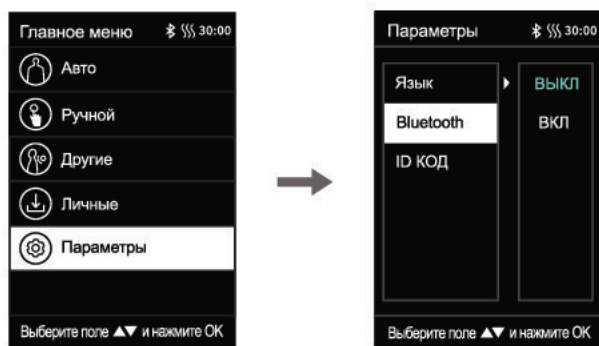 Главное меню 30:00
Авто
Ручной
Другие
Личные
Параметры
Выберите поле ▲▼ и нажмите OK
Параметры 30:00
Язык
Bluetooth
ID КОД
ВЫКЛ
ВКЛ
Выберите поле ▲▼ и нажмите OK